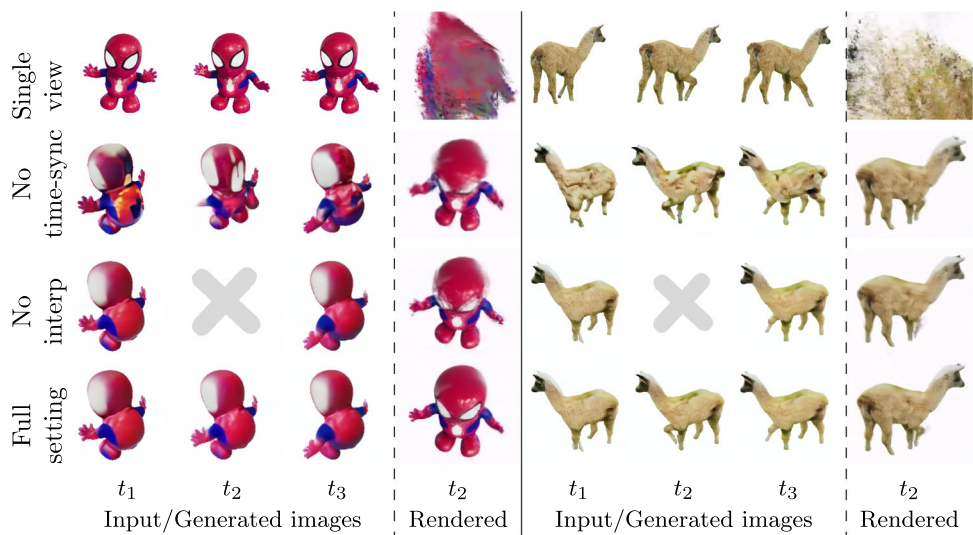 Single
view
No
time-sync
No
interp
Full
setting
t₁ t₂ t₃ t₂ t₁ t₂ t₃ t₂
Input/Generated images Rendered Input/Generated images Rendered